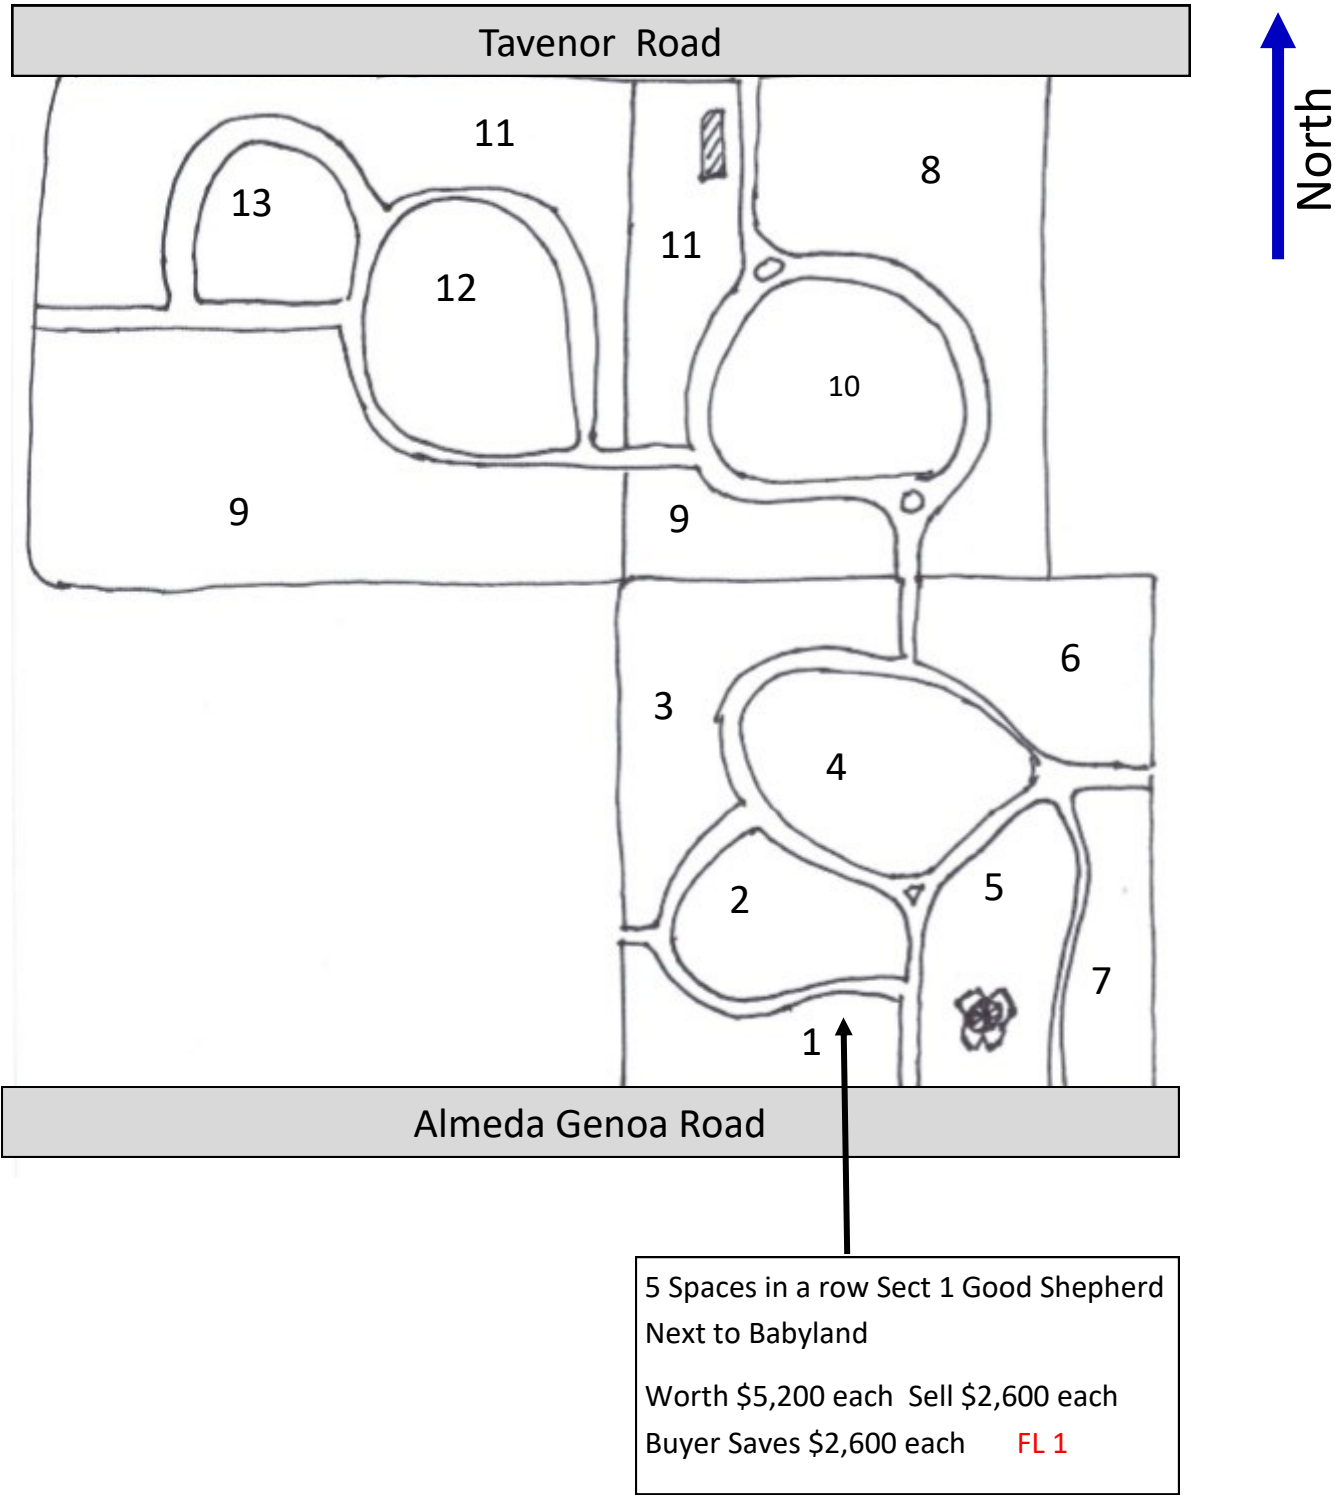 Tavenor Road
North
11
8
13
11
12
10
9
9
6
3
4
5
2
7
1
Almeda Genoa Road
5 Spaces in a row Sect 1 Good Shepherd
Next to Babyland
Worth $5,200 each Sell $2,600 each
Buyer Saves $2,600 each FL 1